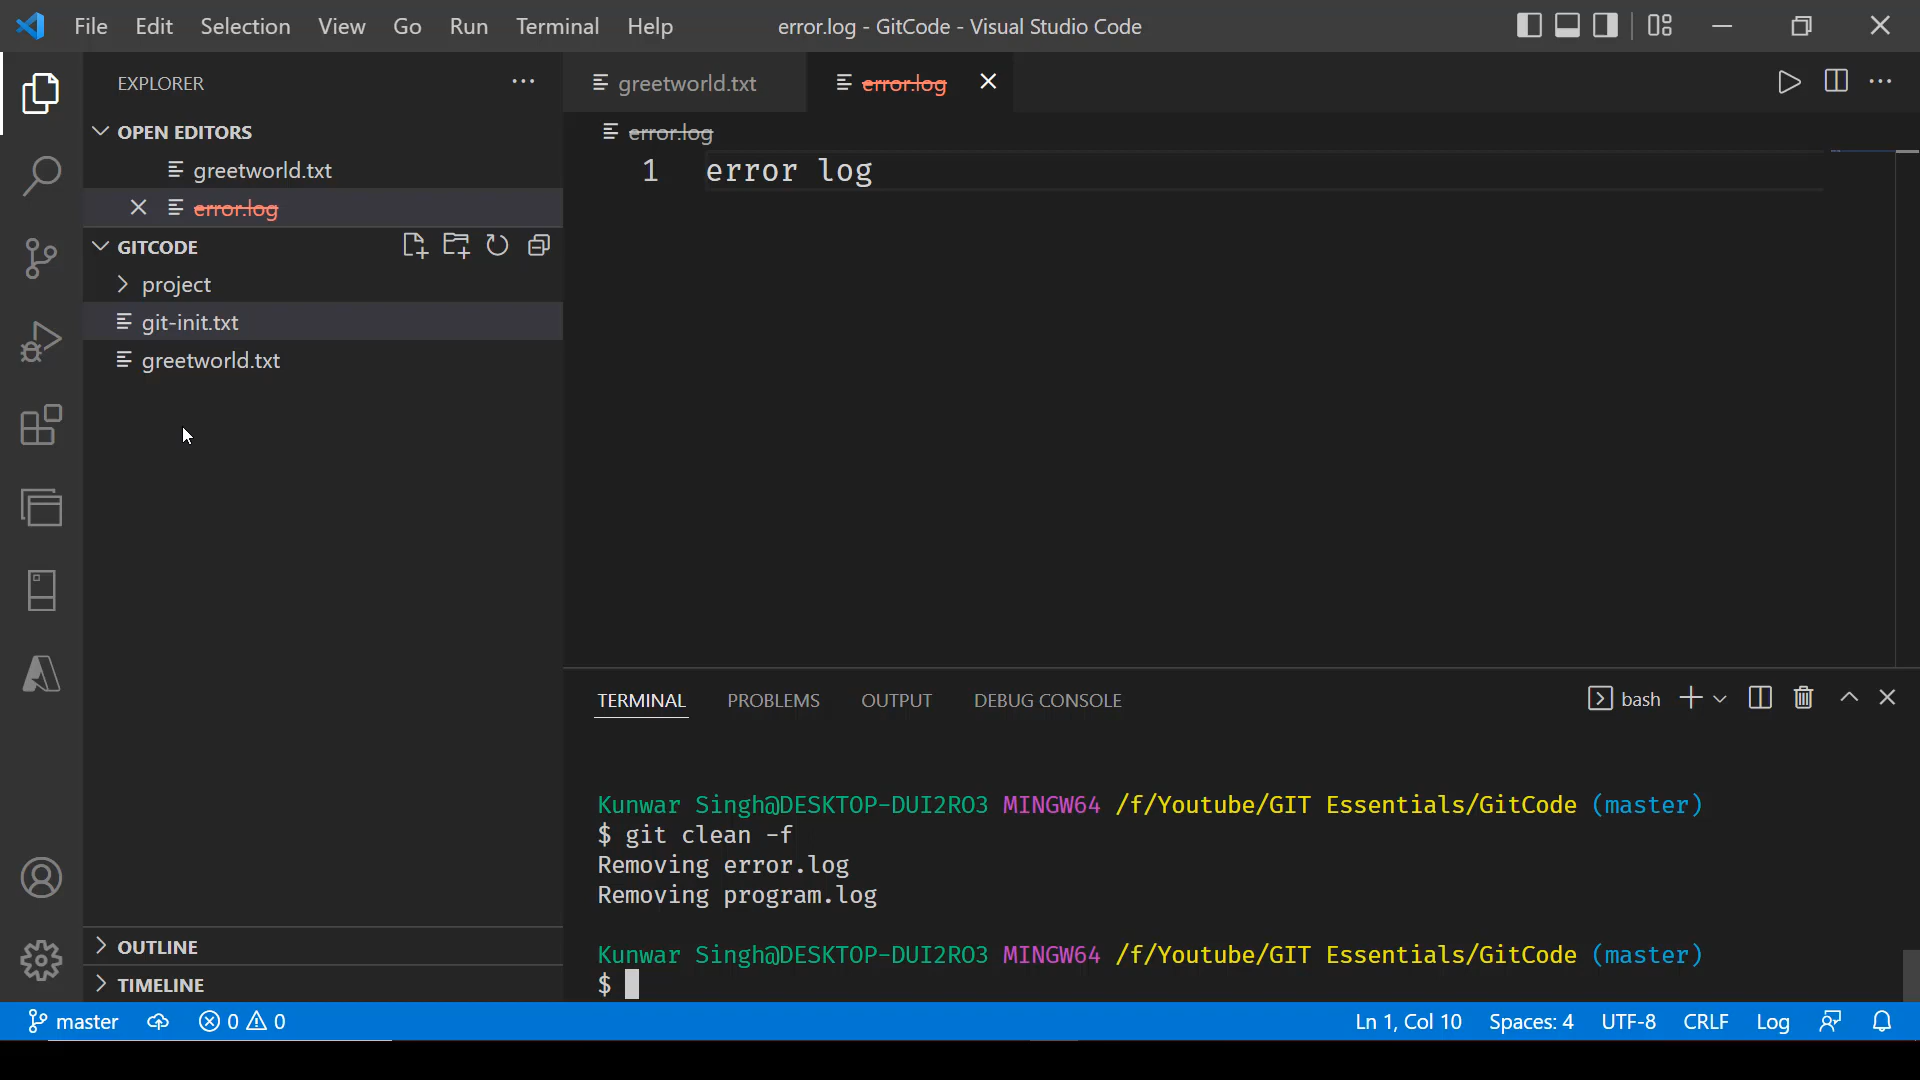 File Edit Selection View Go Run Terminal Help error.log - GitCode - Visual Studio Code
EXPLORER
OPEN EDITORS
greetworld.txt
error.log
GITCODE
project
git-init.txt
greetworld.txt
OUTLINE
TIMELINE
greetworld.txt error.log
error.log
1 error log
TERMINAL PROBLEMS OUTPUT DEBUG CONSOLE bash
Kunwar Singh@DESKTOP-DUI2RO3 MINGW64 /f/Youtube/GIT Essentials/GitCode (master)
$ git clean -f
Removing error.log
Removing program.log
Kunwar Singh@DESKTOP-DUI2RO3 MINGW64 /f/Youtube/GIT Essentials/GitCode (master)
$
master 0 0 Ln 1, Col 10 Spaces: 4 UTF-8 CRLF Log